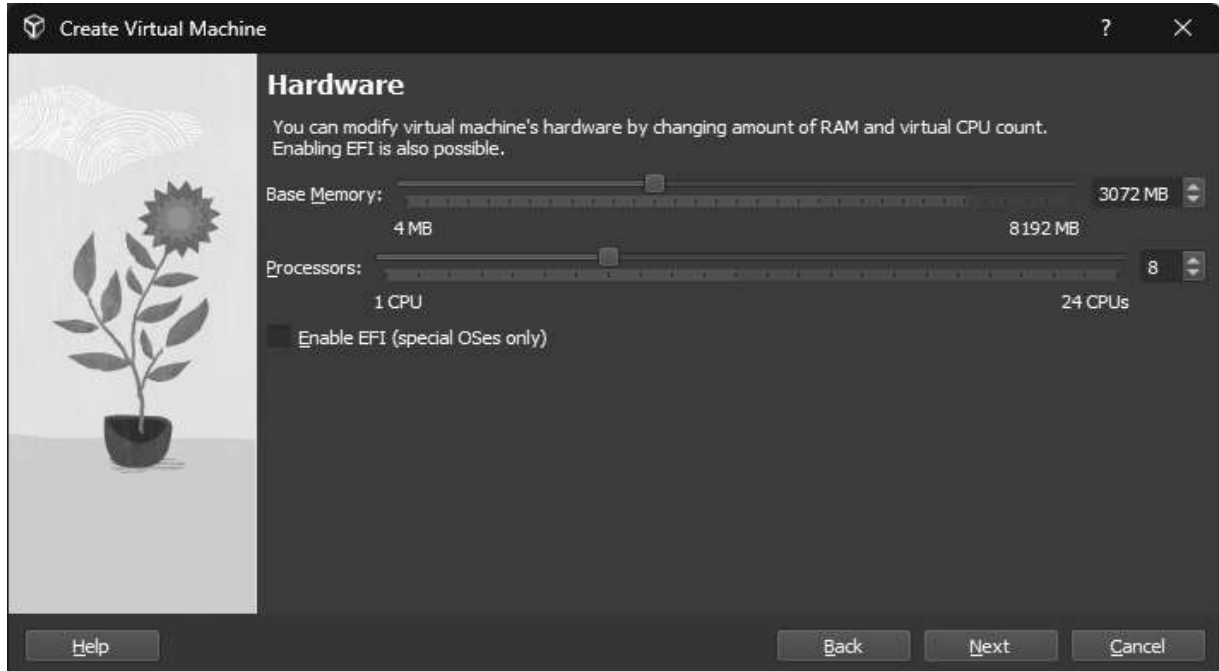 Create Virtual Machine
?
Hardware
You can modify virtual machine's hardware by changing amount of RAM and virtual CPU count.
Enabling EFI is also possible.
Base Memory: 3072 MB
4 MB 8192 MB
Processors: 8
1 CPU 24 CPUs
Enable EFI (special OSes only)
Help Back Next Cancel